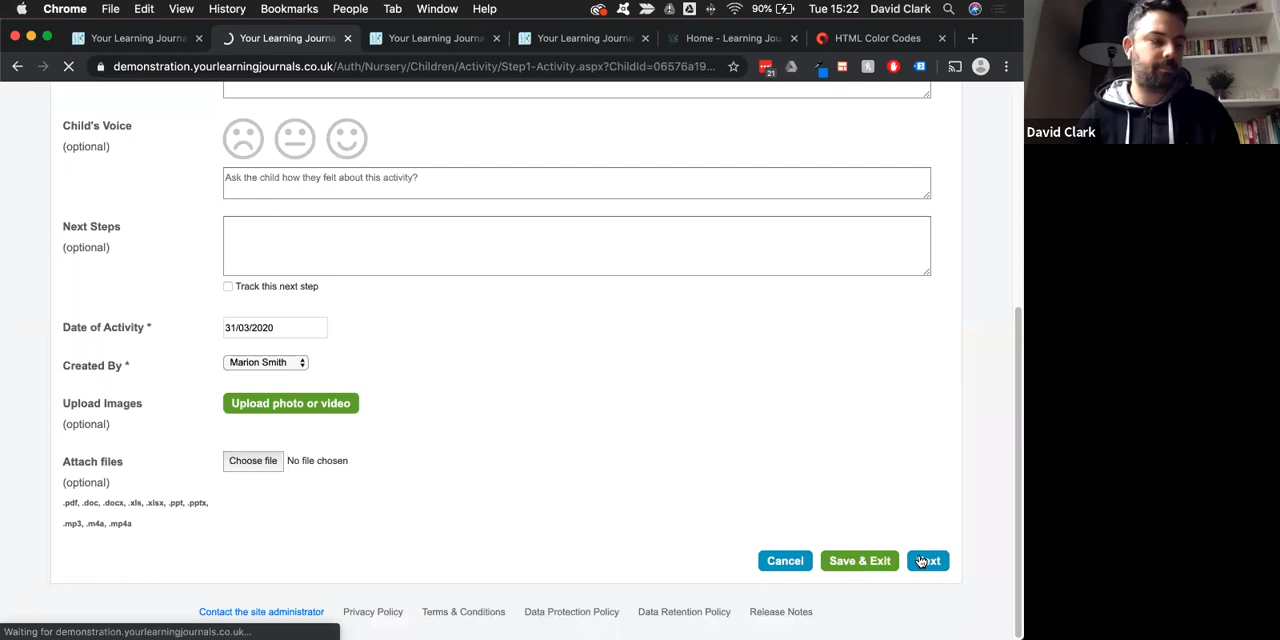 Chrome File Edit View History Bookmarks People Tab Window Help 90% Tue 15:22 David Clark
Your Learning Journa Your Learning Journa Your Learning Journe Your Learning Journa Home - Learning Jou HTML Color Codes
demonstration.yourlearningjournals.co.uk/Auth/Nursery/Children/Activity/Step1-Activity.aspx?ChildId=06576a19... 21
David Clark
Child's Voice
(optional)
Ask the child how they felt about this activity?
Next Steps
(optional)
Track this next step
Date of Activity * 31/03/2020
Created By * Marion Smith
Upload Images Upload photo or video
(optional)
Attach files Choose file No file chosen
(optional)
.pdf, .doc, .docx, .xls, .xlsx, .ppt, .pptx,
.mp3, .m4a, .mp4a
Cancel Save & Exit Next
Contact the site administrator Privacy Policy Terms & Conditions Data Protection Policy Data Retention Policy Release Notes
Waiting for demonstration.yourlearningjournals.co.uk...